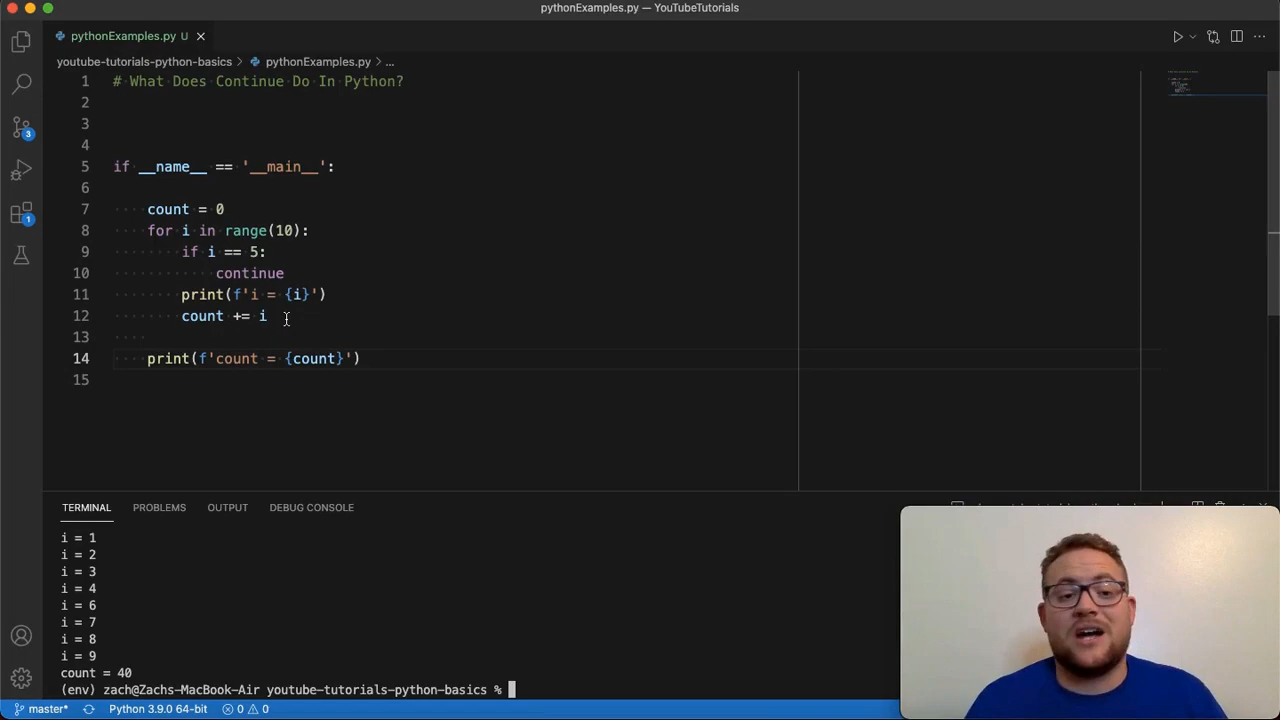 pythonExamples.py — YouTubeTutorials
pythonExamples.py U
youtube-tutorials-python-basics > pythonExamples.py > ...
1 # What Does Continue Do In Python?
2
3
4
5 if __name__ == '__main__':
6
7 count = 0
8 for i in range(10):
9 if i == 5:
10 continue
11 print(f'i = {i}')
12 count += i
13
14 print(f'count = {count}')
15
3
1
TERMINAL PROBLEMS OUTPUT DEBUG CONSOLE
i = 1
i = 2
i = 3
i = 4
i = 6
i = 7
i = 8
i = 9
count = 40
(env) zach@Zachs-MacBook-Air youtube-tutorials-python-basics %
master* Python 3.9.0 64-bit 0 0